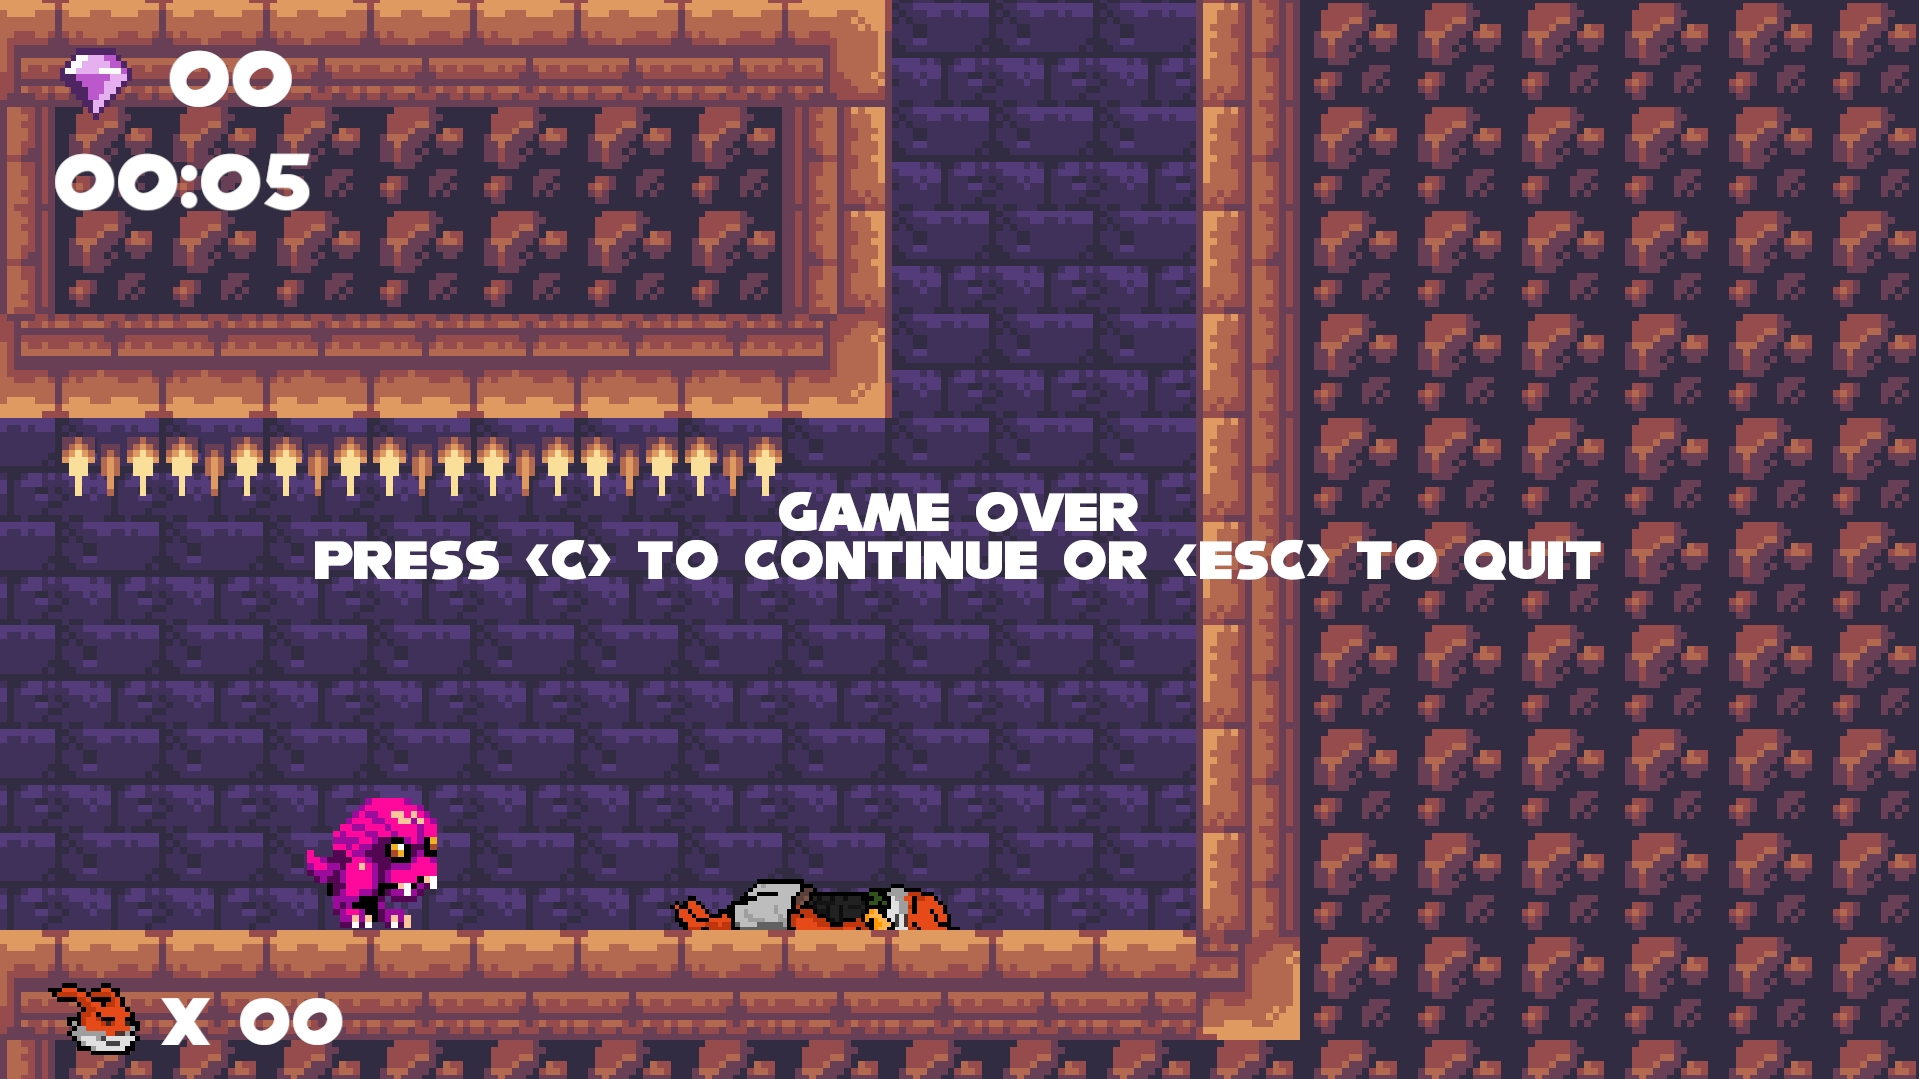 00
00:05
GAME OVER
PRESS <C> TO CONTINUE OR <ESC> TO QUIT
X 00